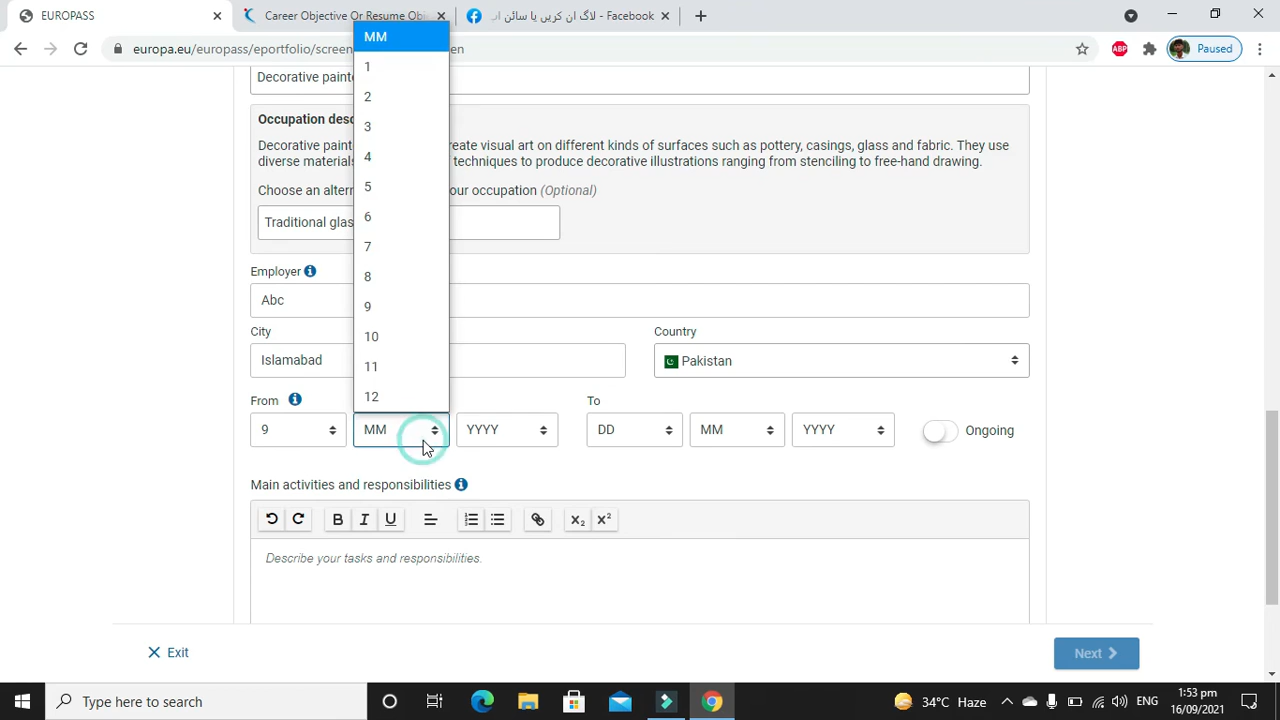 EUROPASS
Career Objective Or Resume Obj
لاگ ان کریں یا سائن اپ - Facebook
europa.eu/europass/eportfolio/screen
en
Paused
Decorative painte
Occupation desc
Decorative paint
reate visual art on different kinds of surfaces such as pottery, casings, glass and fabric. They use
diverse materials
techniques to produce decorative illustrations ranging from stenciling to free-hand drawing.
Choose an altern
our occupation (Optional)
Traditional glas
MM
1
2
3
4
5
6
7
8
9
10
11
12
Employer
Abc
City
Country
Islamabad
Pakistan
From
To
9
MM
YYYY
DD
MM
YYYY
Ongoing
Main activities and responsibilities
B I U
x₂ x²
Describe your tasks and responsibilities.
Exit
Next
Type here to search
34°C Haze
ENG
1:53 pm
16/09/2021